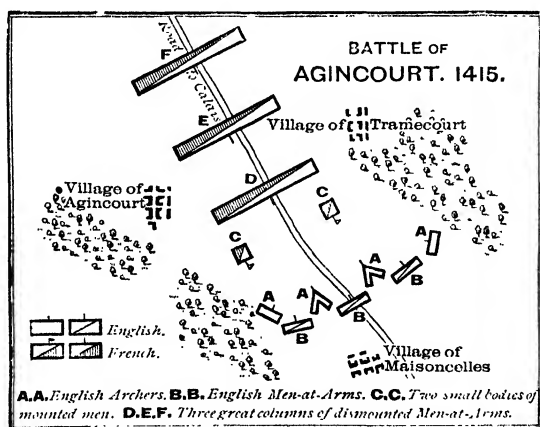 BATTLE OF
AGINCOURT. 1415.
F
Road to Calais
E
Village of Tramecourt
D
Village of
Agincourt
C
C
A
A
B
A
A
B
B
English.
French.
Village of
Maisoncelles
A.A. English Archers. B.B. English Men-at-Arms. C.C. Two small bodies of
mounted men. D.E.F. Three great columns of dismounted Men-at-Arms.